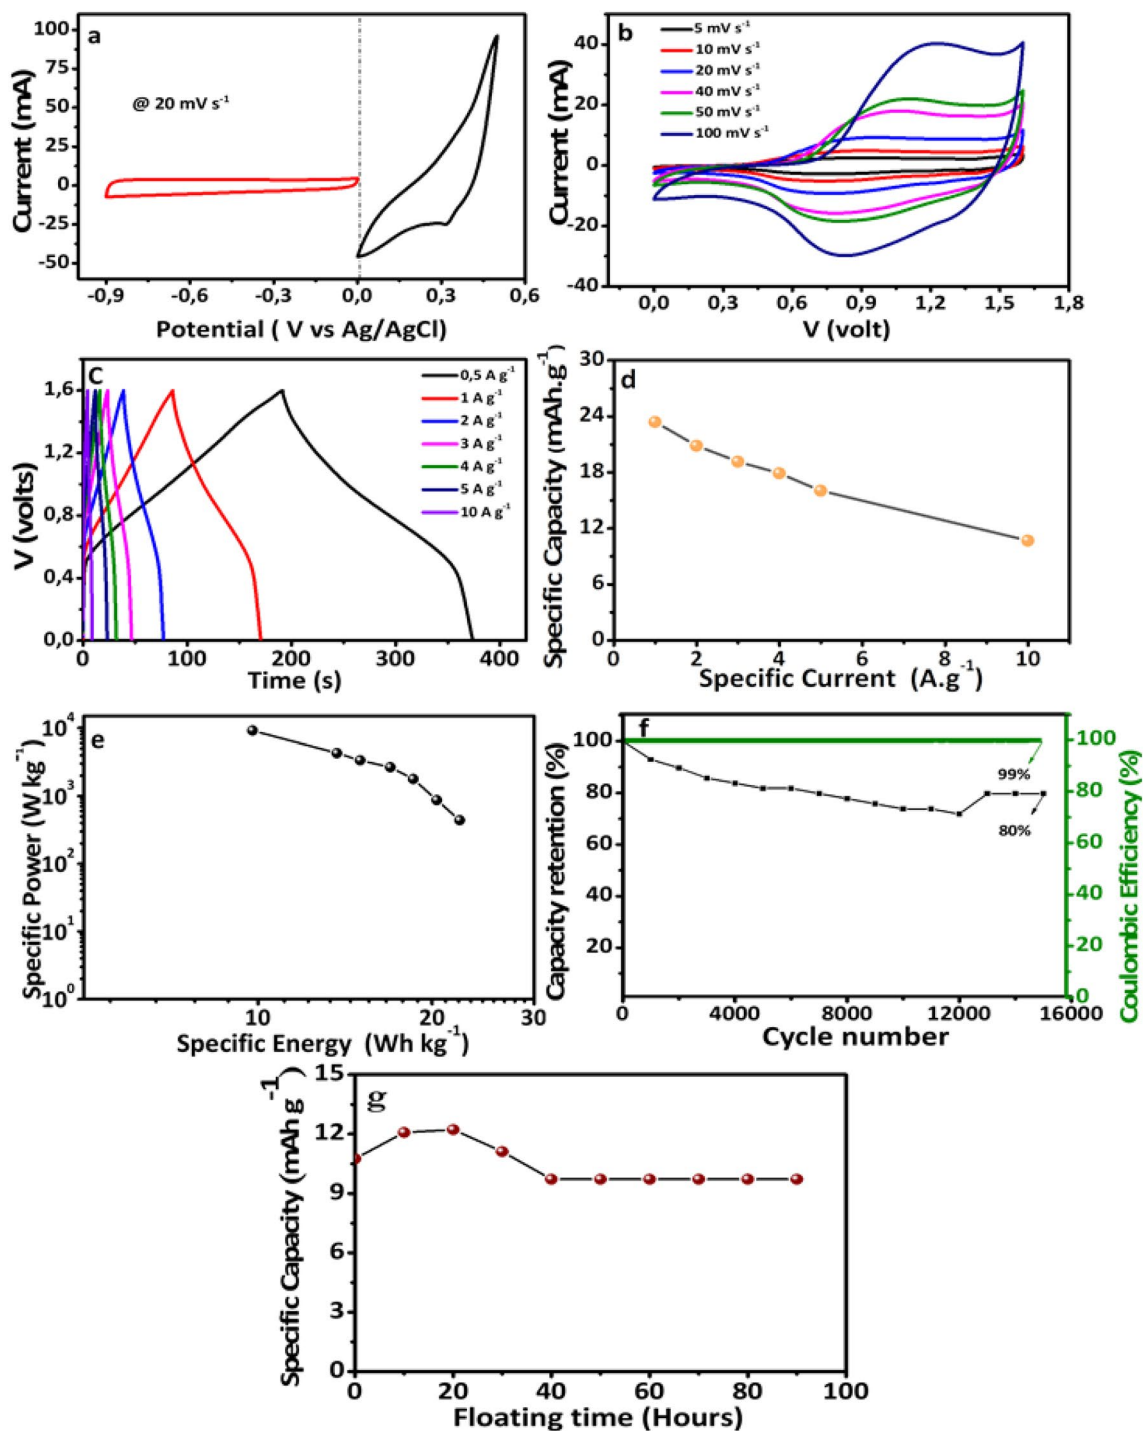 a
@ 20 mV s⁻¹
Current (mA)
100
75
50
25
0
-25
-50
-0,9
-0,6
-0,3
0,0
0,3
0,6
Potential ( V vs Ag/AgCl)
b
5 mV s⁻¹
10 mV s⁻¹
20 mV s⁻¹
40 mV s⁻¹
50 mV s⁻¹
100 mV s⁻¹
Current (mA)
40
20
0
-20
-40
0,0
0,3
0,6
0,9
1,2
1,5
1,8
V (volt)
C
0,5 A g⁻¹
1 A g⁻¹
2 A g⁻¹
3 A g⁻¹
4 A g⁻¹
5 A g⁻¹
10 A g⁻¹
V (volts)
1,6
1,2
0,8
0,4
0,0
0
100
200
300
400
Time (s)
d
Specific Capacity (mAh.g⁻¹)
30
24
18
12
6
0
0
2
4
6
8
10
Specific Current (A.g⁻¹)
e
Specific Power (W kg⁻¹)
10⁴
10³
10²
10¹
10⁰
10
20
30
Specific Energy (Wh kg⁻¹)
f
Capacity retention (%)
100
80
60
40
20
99%
80%
100
80
60
40
20
0
Coulombic Efficiency (%)
0
4000
8000
12000
16000
Cycle number
g
Specific Capacity (mAh g⁻¹)
15
12
9
6
3
0
0
20
40
60
80
100
Floating time (Hours)